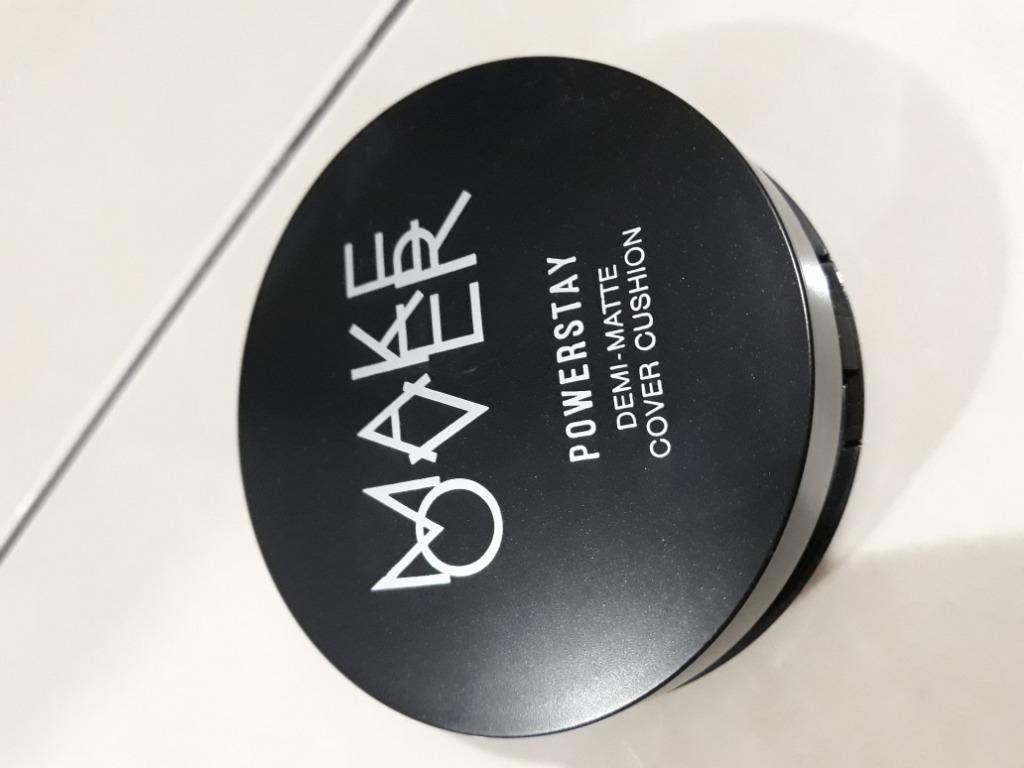 MAKE
OVER
POWERSTAY
DEMI-MATTE
COVER CUSHION